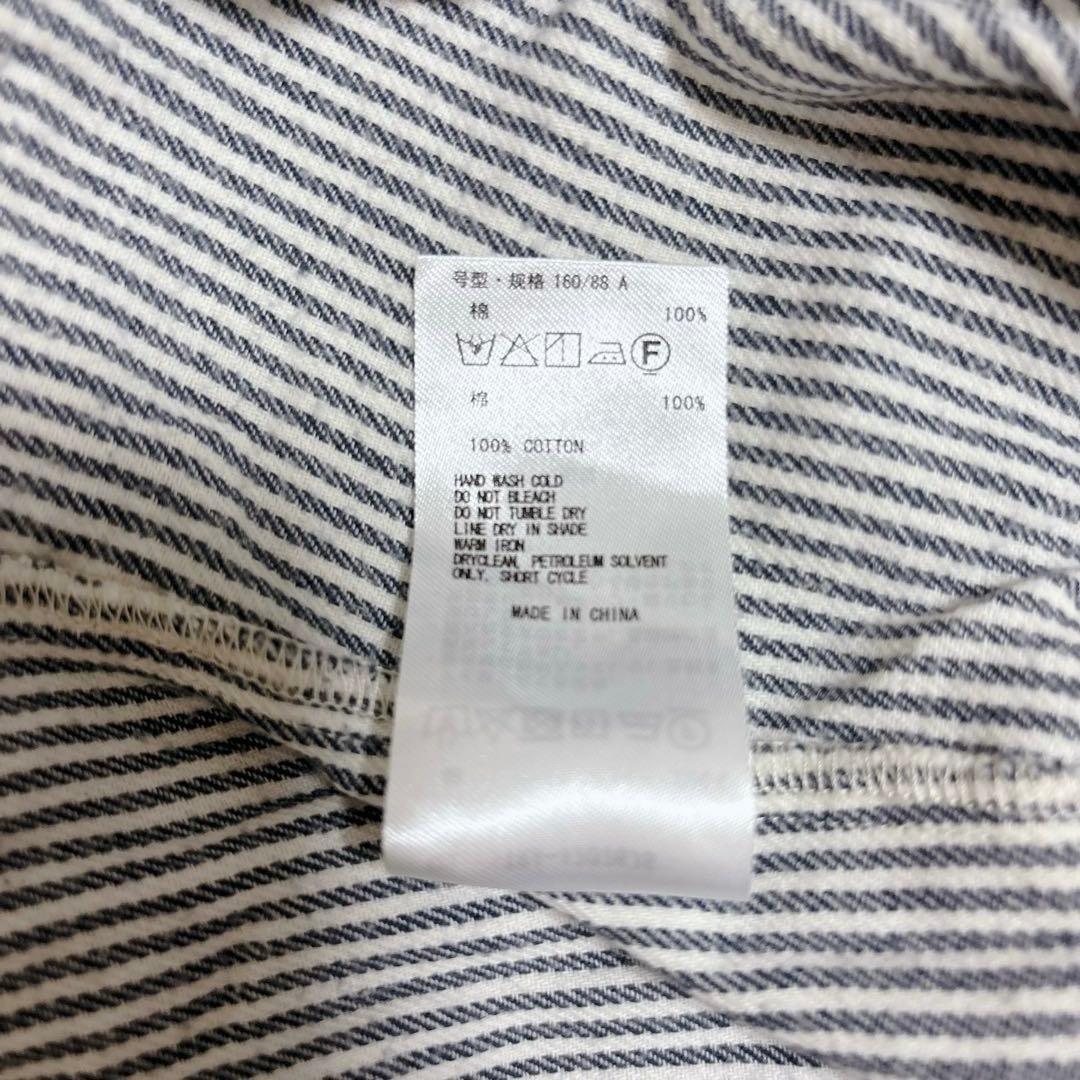 号型・规格 160/88 A
棉 100%
F
棉 100%
100% COTTON
HAND WASH COLD
DO NOT BLEACH
DO NOT TUMBLE DRY
LINE DRY IN SHADE
WARM IRON
DRYCLEAN, PETROLEUM SOLVENT
ONLY. SHORT CYCLE
MADE IN CHINA